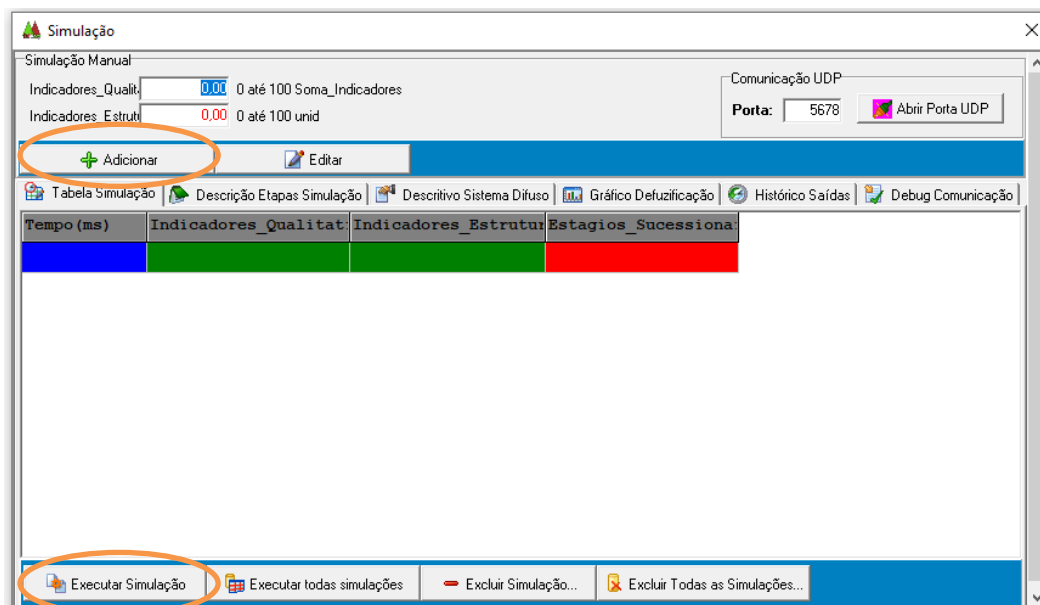 Simulação
Simulação Manual
Indicadores_Qualit 0,00 0 até 100 Soma_Indicadores
Indicadores_Estrut 0,00 0 até 100 unid
Comunicação UDP
Porta: 5678 Abrir Porta UDP
Adicionar Editar
Tabela Simulação Descrição Etapas Simulação Descritivo Sistema Difuso Gráfico Defuzificação Histórico Saídas Debug Comunicação
Tempo(ms) Indicadores_Qualitat: Indicadores_Estrutu: Estagios_Sucessiona:
Executar Simulação Executar todas simulações Excluir Simulação... Excluir Todas as Simulações...